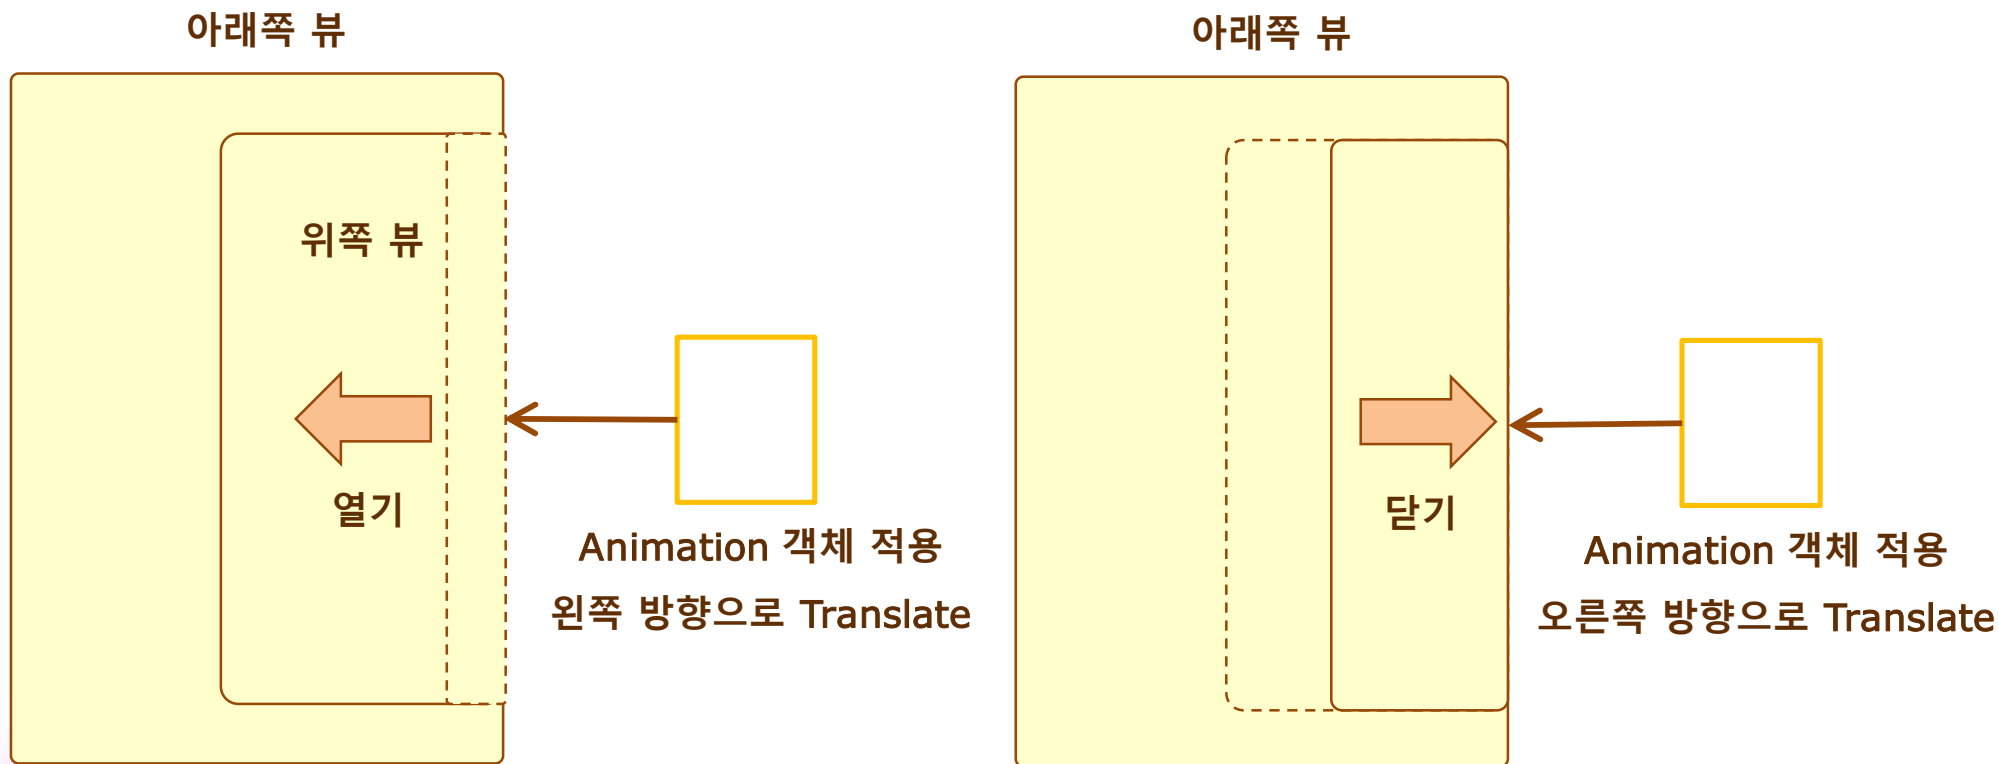 아래쪽 뷰
위쪽 뷰
열기
Animation 객체 적용
왼쪽 방향으로 Translate
아래쪽 뷰
닫기
Animation 객체 적용
오른쪽 방향으로 Translate